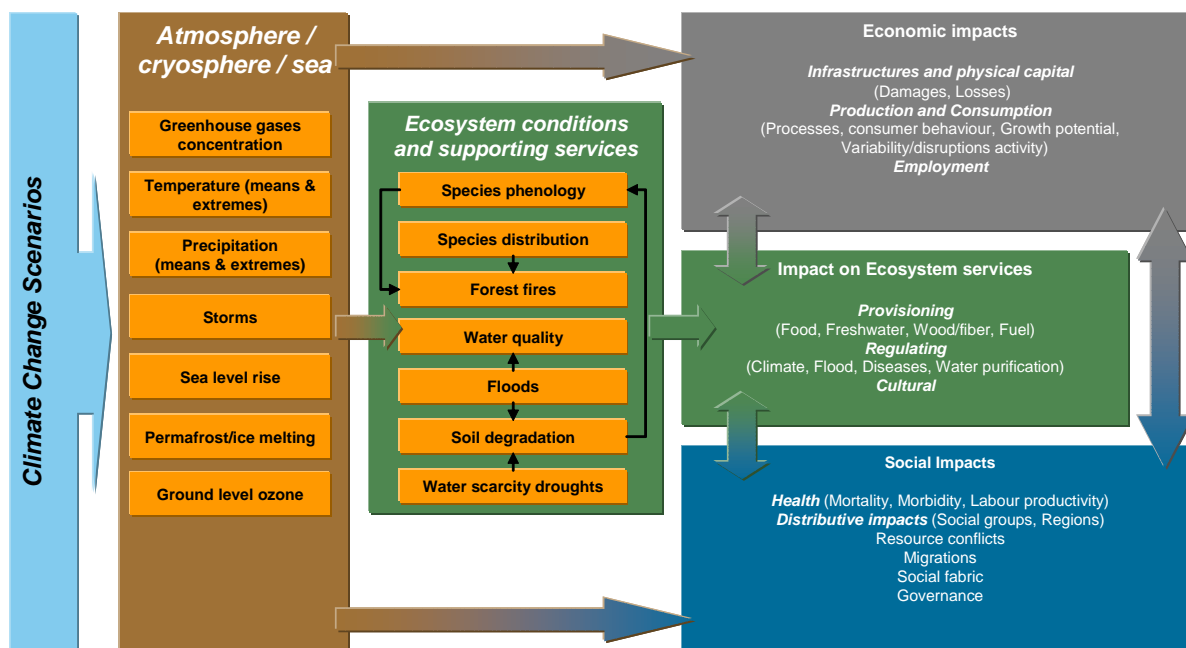 Climate Change Scenarios
Atmosphere /
cryosphere / sea
Greenhouse gases
concentration
Temperature (means &
extremes)
Precipitation
(means & extremes)
Storms
Sea level rise
Permafrost/ice melting
Ground level ozone
Ecosystem conditions
and supporting services
Species phenology
Species distribution
Forest fires
Water quality
Floods
Soil degradation
Water scarcity droughts
Economic impacts
Infrastructures and physical capital
(Damages, Losses)
Production and Consumption
(Processes, consumer behaviour, Growth potential,
Variability/disruptions activity)
Employment
Impact on Ecosystem services
Provisioning
(Food, Freshwater, Wood/fiber, Fuel)
Regulating
(Climate, Flood, Diseases, Water purification)
Cultural
Social Impacts
Health (Mortality, Morbidity, Labour productivity)
Distributive impacts (Social groups, Regions)
Resource conflicts
Migrations
Social fabric
Governance